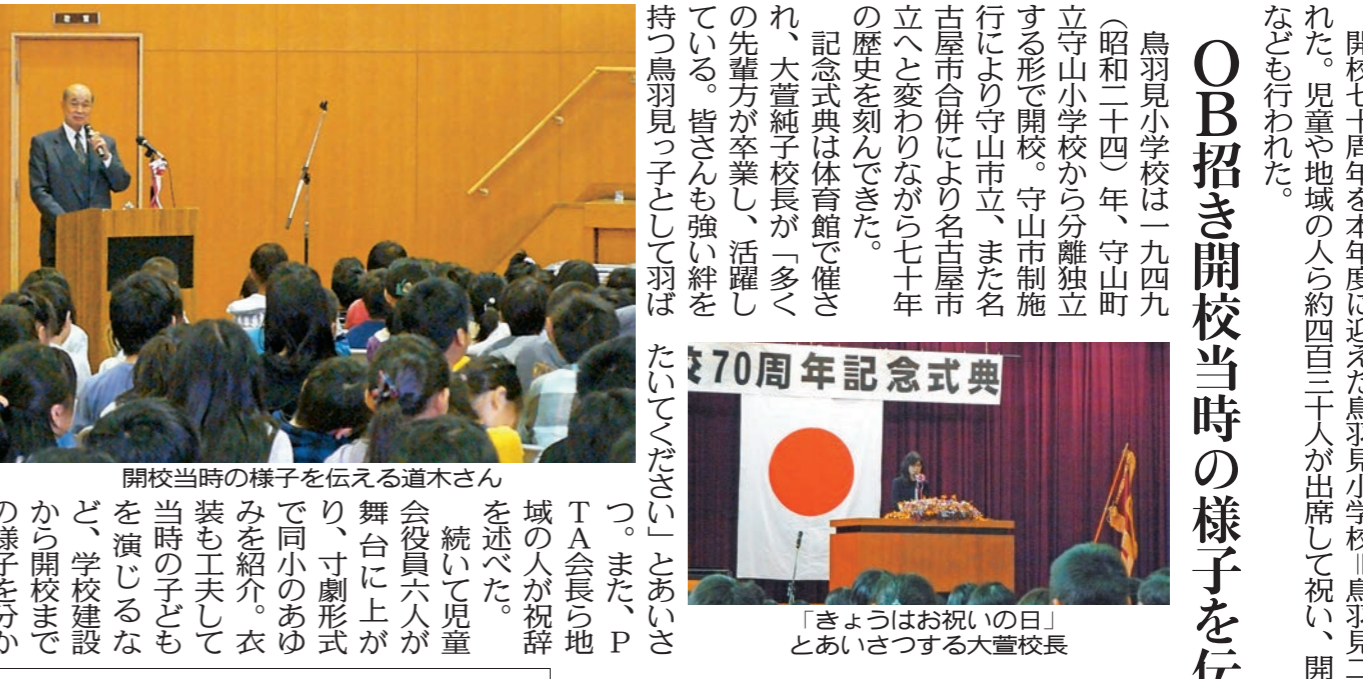 開校七十周年を本年度に迎えた鳥羽見小学校＝鳥羽見二
れた。児童や地域の人ら約四百三十人が出席して祝い、開
なども行われた。
ＯＢ招き開校当時の様子を伝
鳥羽見小学校は一九四九
（昭和二十四）年、守山町
立守山小学校から分離独立
する形で開校。守山市制施
行により守山市立、また名
古屋市合併により名古屋市
立へと変わりながら七十年
の歴史を刻んできた。
記念式典は体育館で催さ
れ、大萱純子校長が「多く
の先輩方が卒業し、活躍し
ている。皆さんも強い絆を
持つ鳥羽見っ子として羽ば
校70周年記念式典
「きょうはお祝いの日」
とあいさつする大萱校長
開校当時の様子を伝える道木さん
たいてください」とあいさ
つ。また、Ｐ
ＴＡ会長ら地
域の人が祝辞
を述べた。
続いて児童
会役員六人が
舞台に上が
り、寸劇形式
で同小のあゆ
みを紹介。衣
装も工夫して
当時の子ども
を演じるな
ど、学校建設
から開校まで
の様子を分か